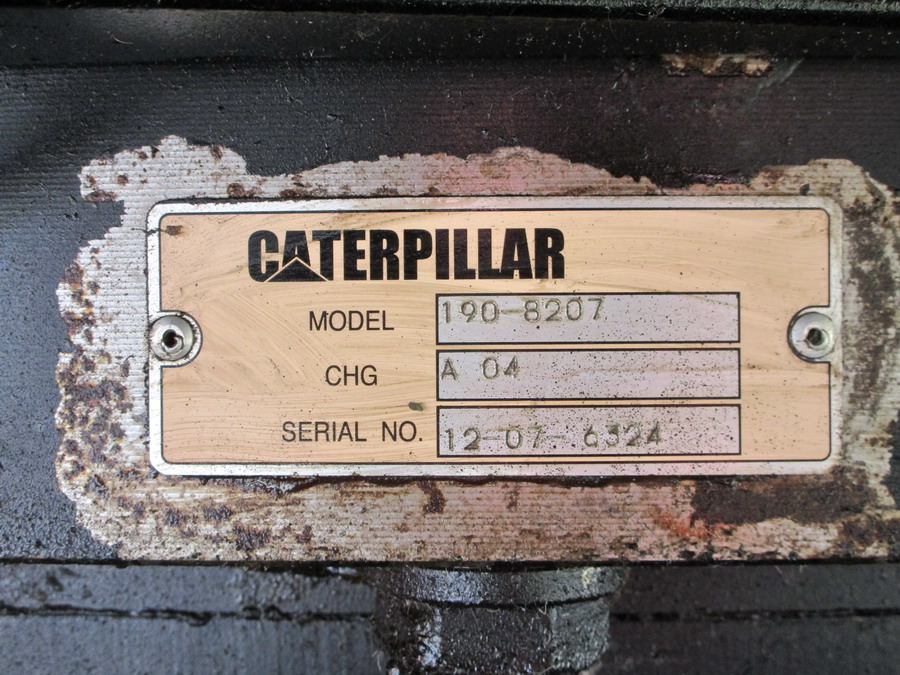 CATERPILLAR
MODEL 190-8207
CHG A 04
SERIAL NO. 12-07-6324